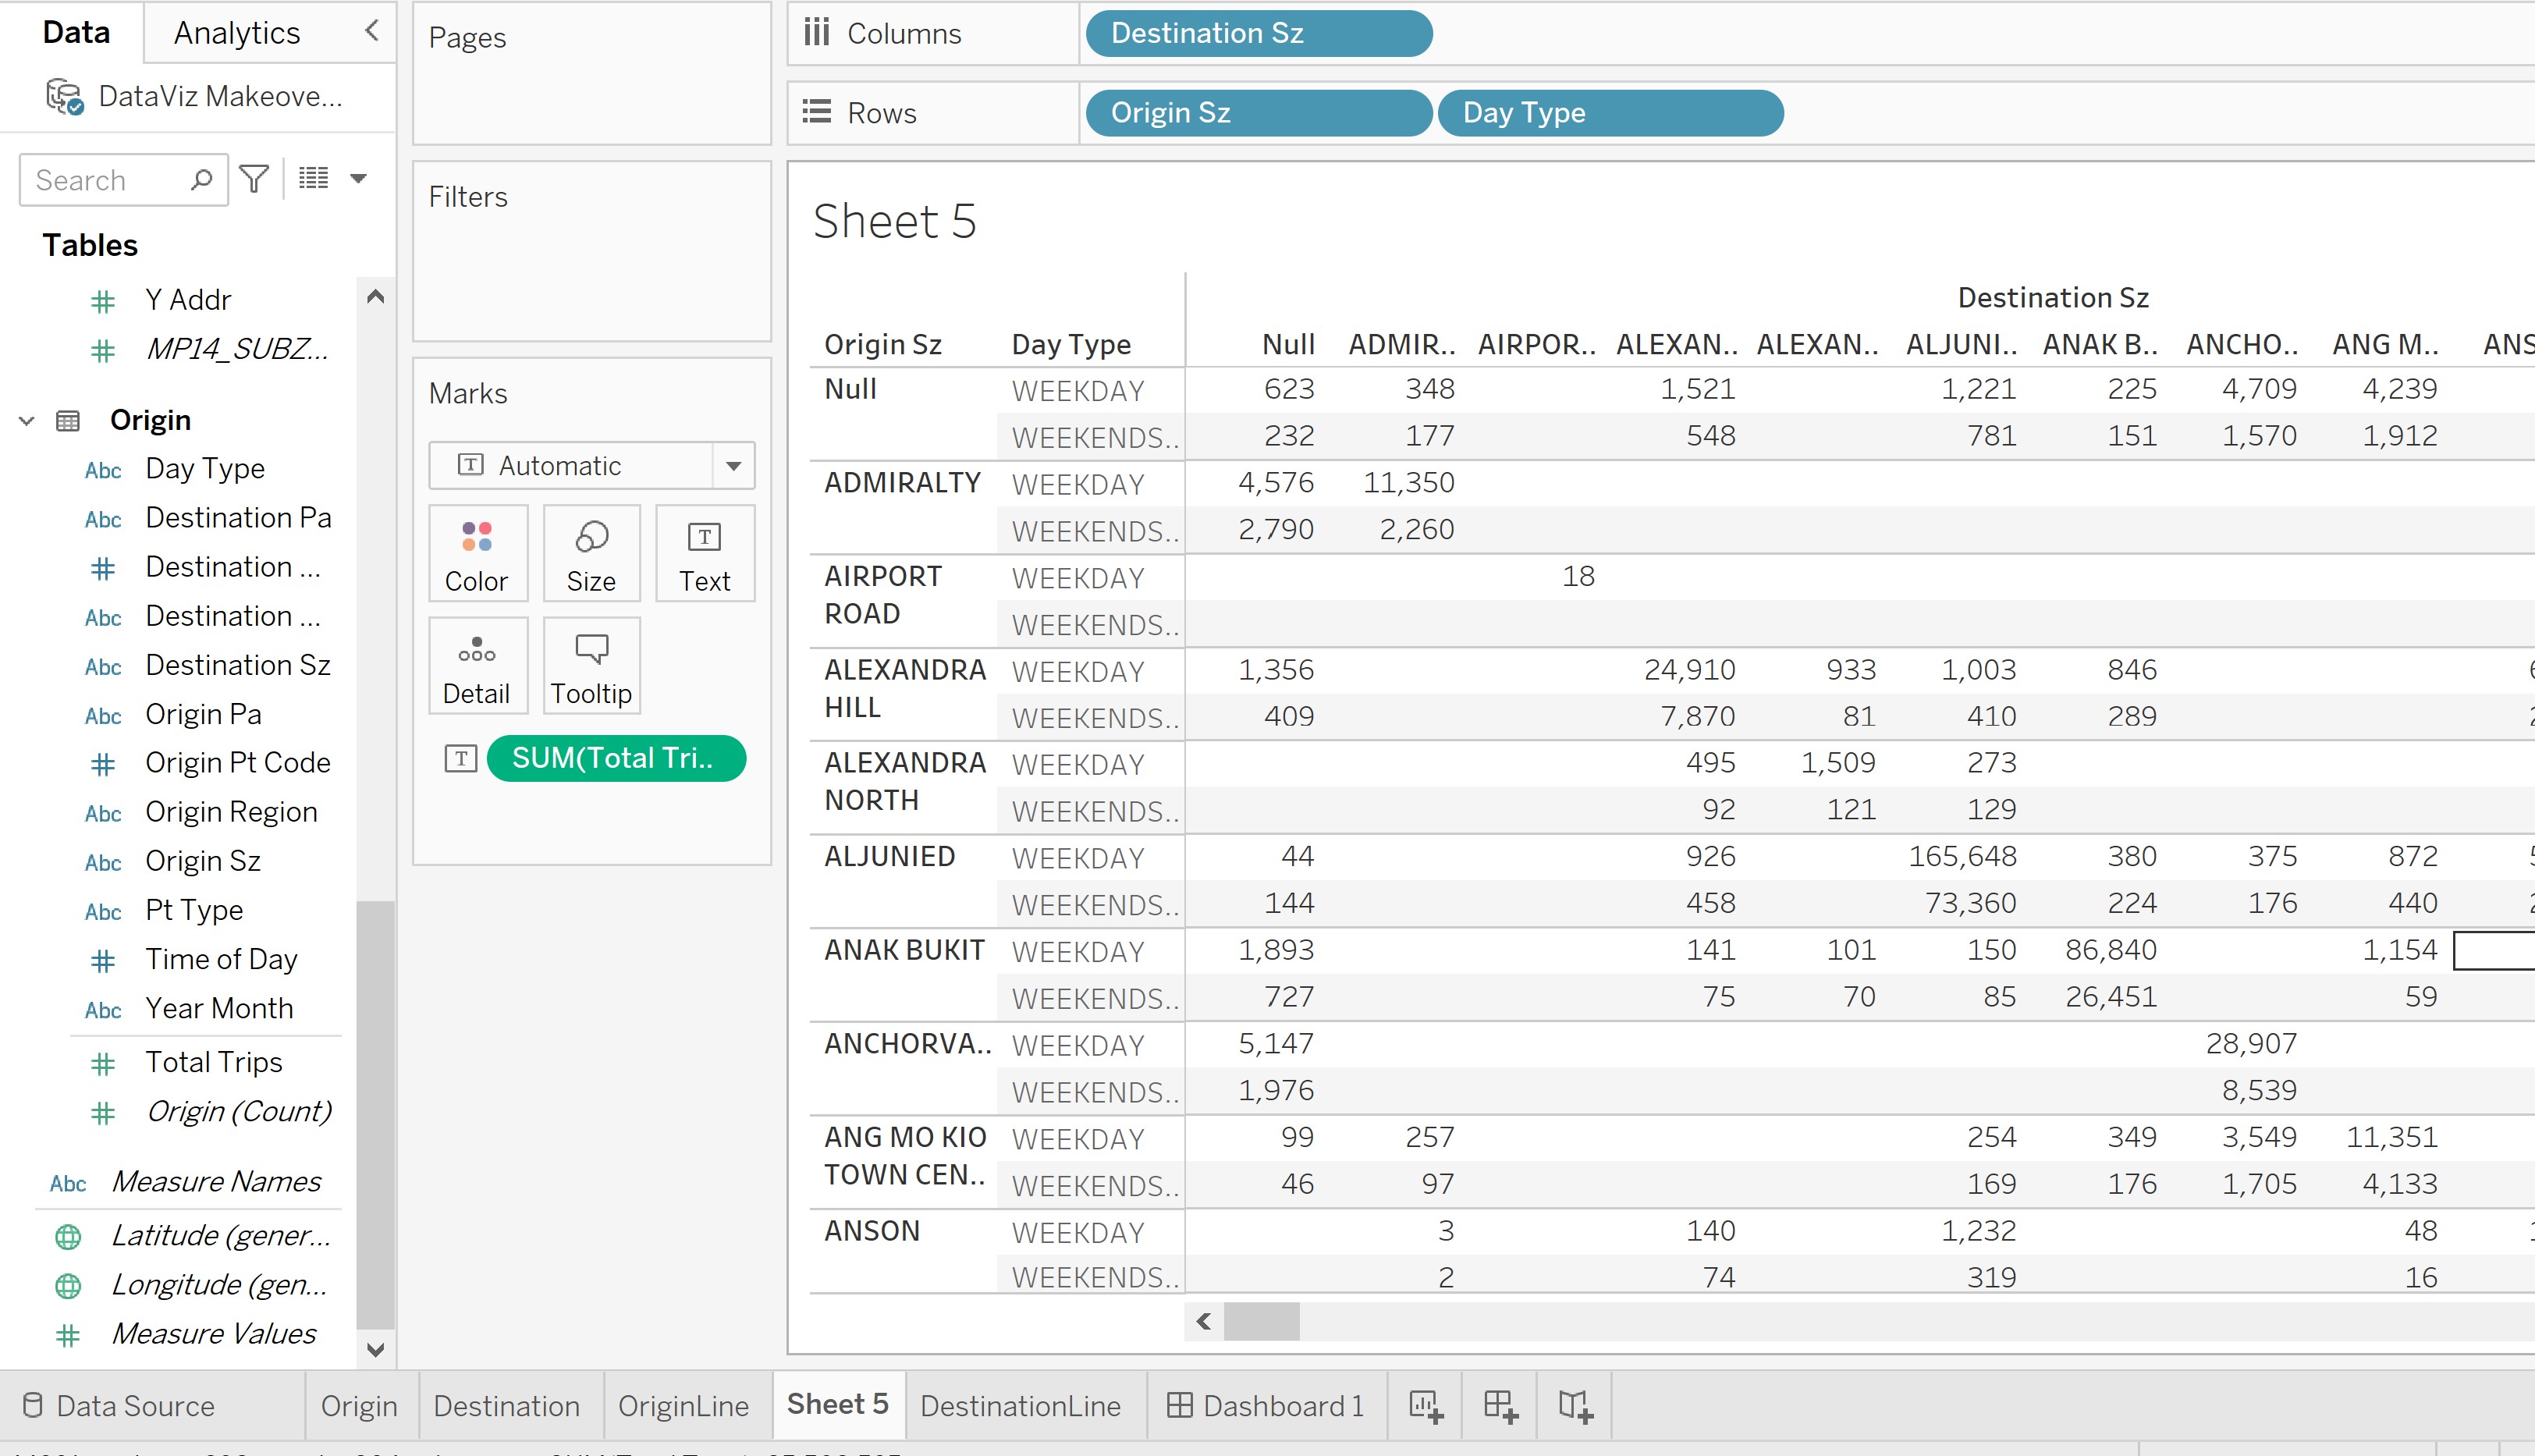 Data Analytics
DataViz Makeove...
Search
Tables
Y Addr
MP14_SUBZ...
Origin
Abc Day Type
Abc Destination Pa
Destination ...
Abc Destination ...
Abc Destination Sz
Abc Origin Pa
Origin Pt Code
Abc Origin Region
Abc Origin Sz
Abc Pt Type
Time of Day
Abc Year Month
Total Trips
Origin (Count)
Abc Measure Names
Latitude (gener...
Longitude (gen...
Measure Values
Pages
Filters
Marks
T Automatic
Color Size T Text
Detail Tooltip
T SUM(Total Tri..
Columns Destination Sz
Rows Origin Sz Day Type
Sheet 5
Destination Sz
Origin Sz Day Type Null ADMIR.. AIRPOR.. ALEXAN.. ALEXAN.. ALJUNI.. ANAK B.. ANCHO.. ANG M..
Null WEEKDAY 623 348 1,521 1,221 225 4,709 4,239
WEEKENDS.. 232 177 548 781 151 1,570 1,912
ADMIRALTY WEEKDAY 4,576 11,350
WEEKENDS.. 2,790 2,260
AIRPORT ROAD WEEKDAY 18
WEEKENDS..
ALEXANDRA HILL WEEKDAY 1,356 24,910 933 1,003 846
WEEKENDS.. 409 7,870 81 410 289
ALEXANDRA NORTH WEEKDAY 495 1,509 273
WEEKENDS.. 92 121 129
ALJUNIED WEEKDAY 44 926 165,648 380 375 872
WEEKENDS.. 144 458 73,360 224 176 440
ANAK BUKIT WEEKDAY 1,893 141 101 150 86,840 1,154
WEEKENDS.. 727 75 70 85 26,451 59
ANCHORVA.. WEEKDAY 5,147 28,907
WEEKENDS.. 1,976 8,539
ANG MO KIO TOWN CEN.. WEEKDAY 99 257 254 349 3,549 11,351
WEEKENDS.. 46 97 169 176 1,705 4,133
ANSON WEEKDAY 3 140 1,232 48
WEEKENDS.. 2 74 319 16
Data Source Origin Destination OriginLine Sheet 5 DestinationLine Dashboard 1